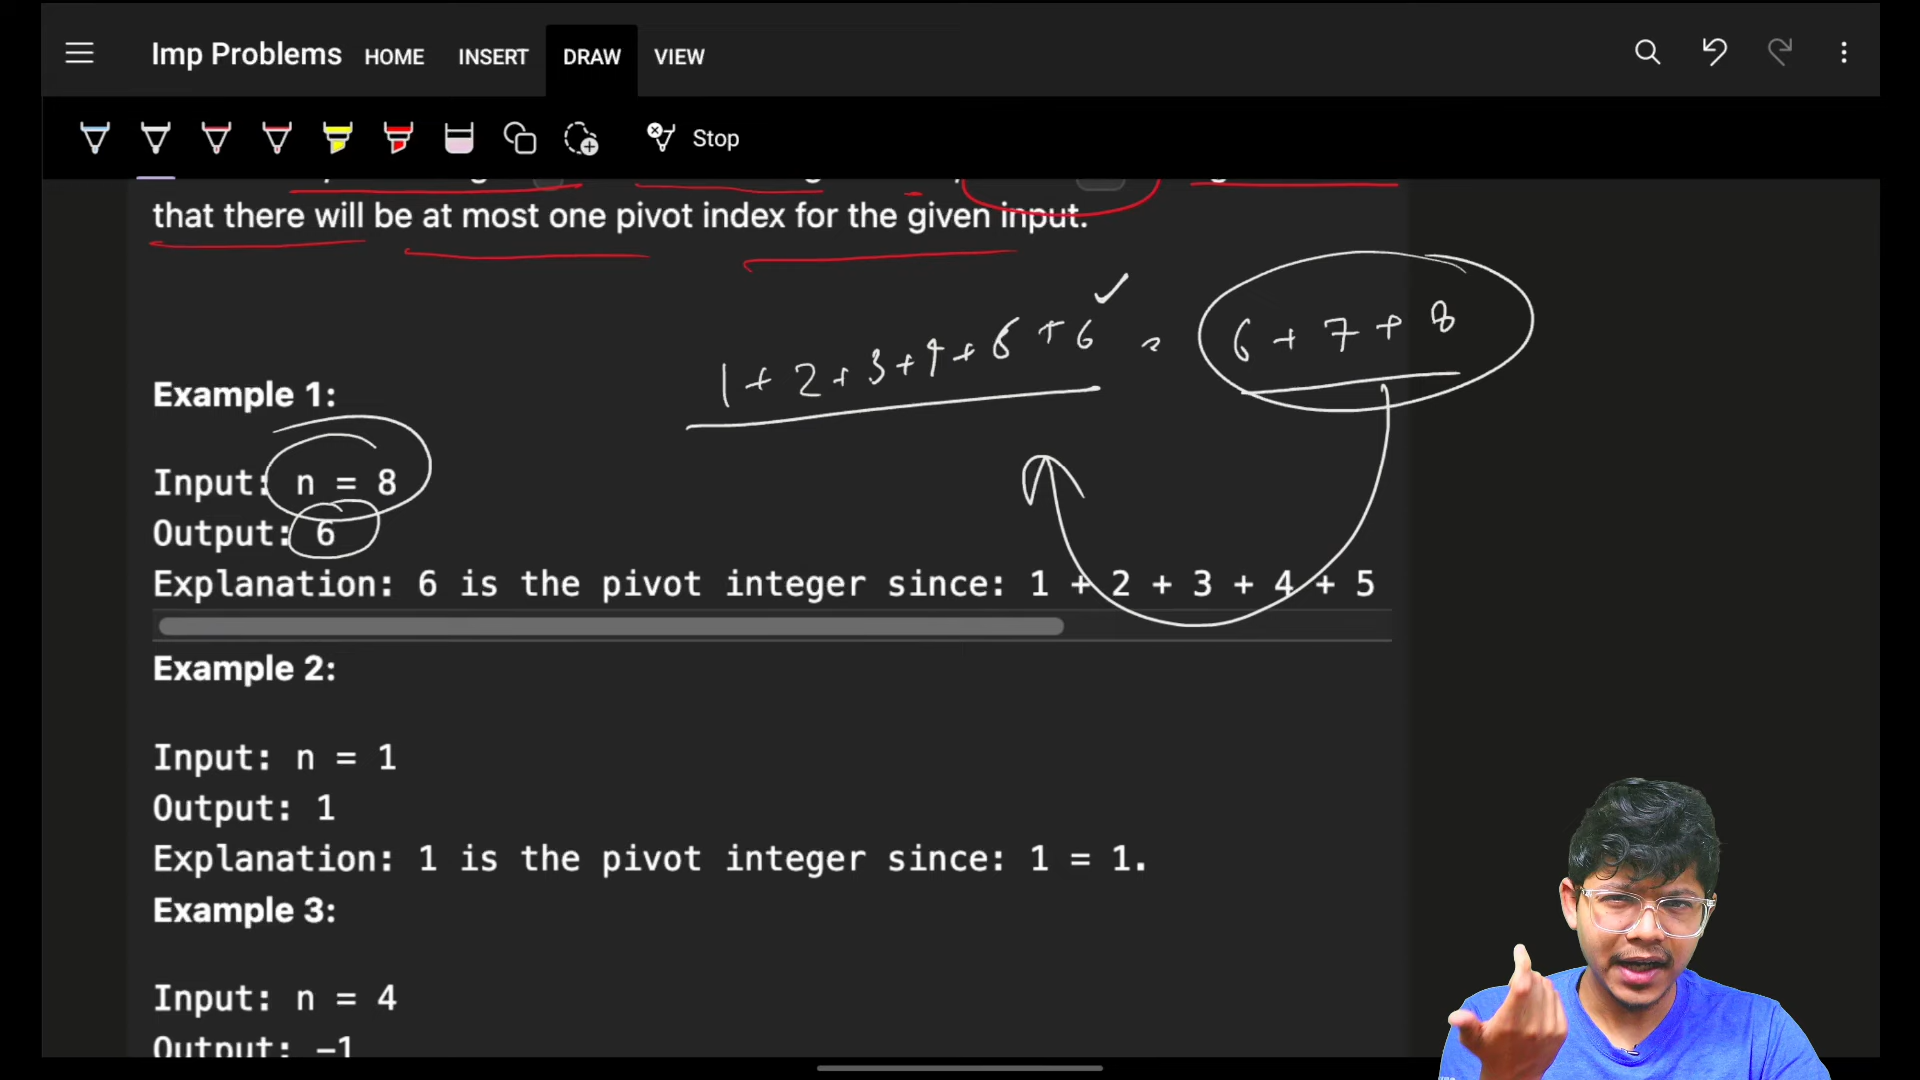 Imp Problems HOME INSERT DRAW VIEW
Stop
that there will be at most one pivot index for the given input.
1 + 2 + 3 + 4 + 5 + 6 = 6 + 7 + 8
Example 1:
Input: n = 8
Output: 6
Explanation: 6 is the pivot integer since: 1 + 2 + 3 + 4 + 5
Example 2:
Input: n = 1
Output: 1
Explanation: 1 is the pivot integer since: 1 = 1.
Example 3:
Input: n = 4
Output: -1